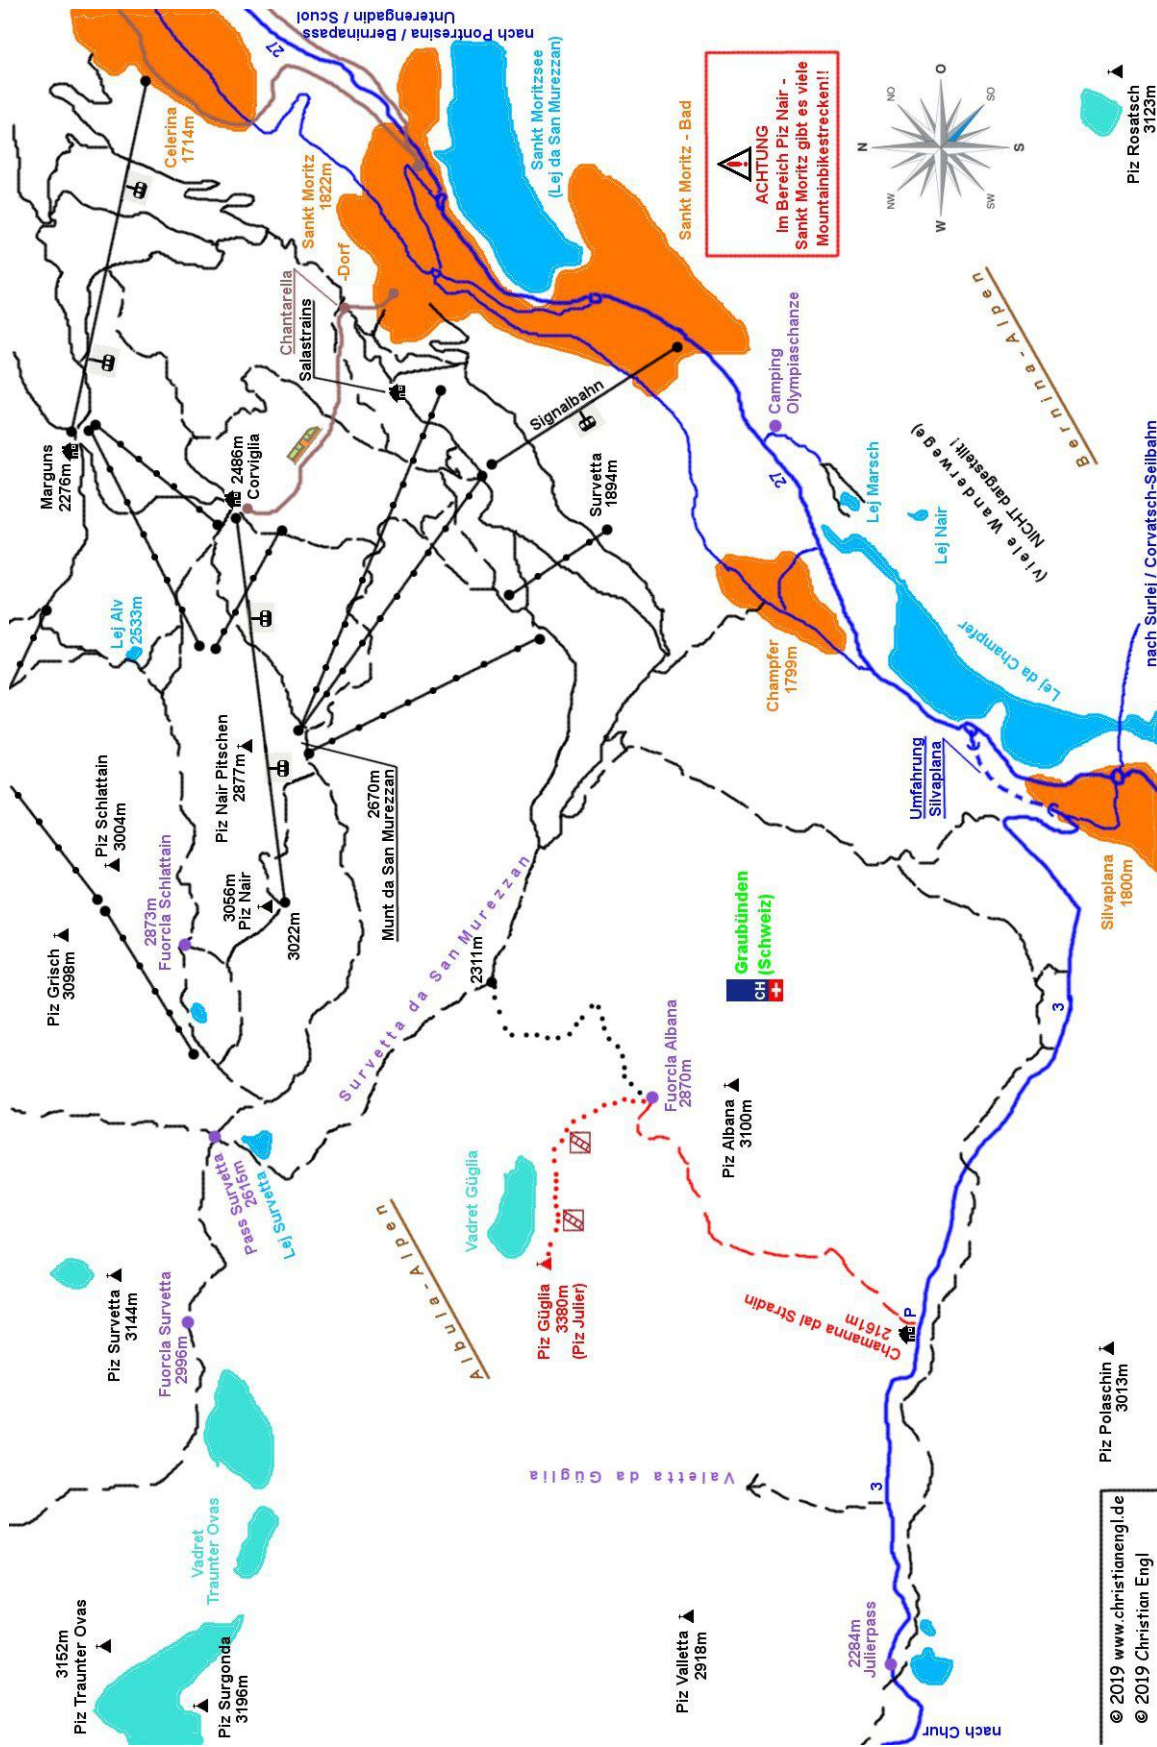 nach Pontresina / Berninapass
Unterengadin / Scuol
27
Celerina
1714m
Sankt Moritz
1822m
-Dorf
Sankt Moritzsee
(Lej da San Murezzan)
Sankt Moritz - Bad
ACHTUNG
Im Bereich Piz Nair -
Sankt Moritz gibt es viele
Mountainbikestrecken!!
N
NO
O
SO
S
SW
W
NW
Piz Rosatsch
3123m
Marguns
2276m
Chantarella
Salastrains
2486m
Corviglia
Signalbahn
Survetta
1894m
Camping
Olympiaschanze
27
Lej Marsch
Lej Nair
(viele Wanderwege)
NICHT dargestellt !
Bernina-Alpen
Lej Alv
2533m
Champfer
1799m
Lej da Champfer
nach Surlej / Corvatsch-Seilbahn
Piz Schlattain
3004m
Piz Nair Pitschen
2877m
2670m
Munt da San Murezzan
Umfahrung
Silvaplana
Silvaplana
1800m
Piz Grisch
3098m
2873m
Fuorcla Schlattain
3056m
Piz Nair
3022m
Survetta da San Murezzan
2311m
CH
Graubünden
(Schweiz)
3
Fuorcla Albana
2870m
Piz Albana
3100m
Pass Survetta
2615m
Lej Survetta
Vadret Güglia
Albula-Alpen
Piz Survetta
3144m
Fuorcla Survetta
2996m
Piz Güglia
3380m
(Piz Julier)
Chamanna dal Stradin
2161m
P
Piz Polaschin
3013m
Valetta da Güglia
3
Vadret
Traunter Ovas
3152m
Piz Traunter Ovas
Piz Surgonda
3196m
Piz Valletta
2918m
2284m
Julierpass
nach Chur
© 2019 www.christianengl.de
© 2019 Christian Engl